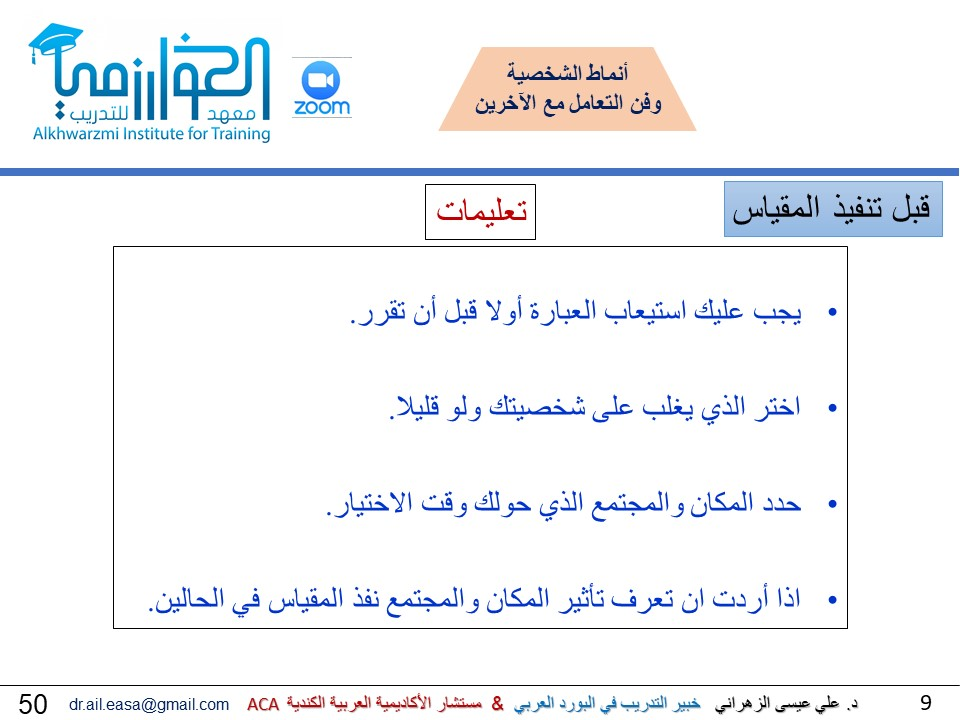 الخوارزمي
معهد للتدريب
Alkhwarzmi Institute for Training
zoom
أنماط الشخصية
وفن التعامل مع الآخرين
قبل تنفيذ المقياس
تعليمات
• يجب عليك استيعاب العبارة أولا قبل أن تقرر.
• اختر الذي يغلب على شخصيتك ولو قليلا.
• حدد المكان والمجتمع الذي حولك وقت الاختيار.
• اذا أردت ان تعرف تأثير المكان والمجتمع نفذ المقياس في الحالين.
9 د. علي عيسى الزهراني خبير التدريب في البورد العربي & مستشار الأكاديمية العربية الكندية ACA dr.ail.easa@gmail.com 50